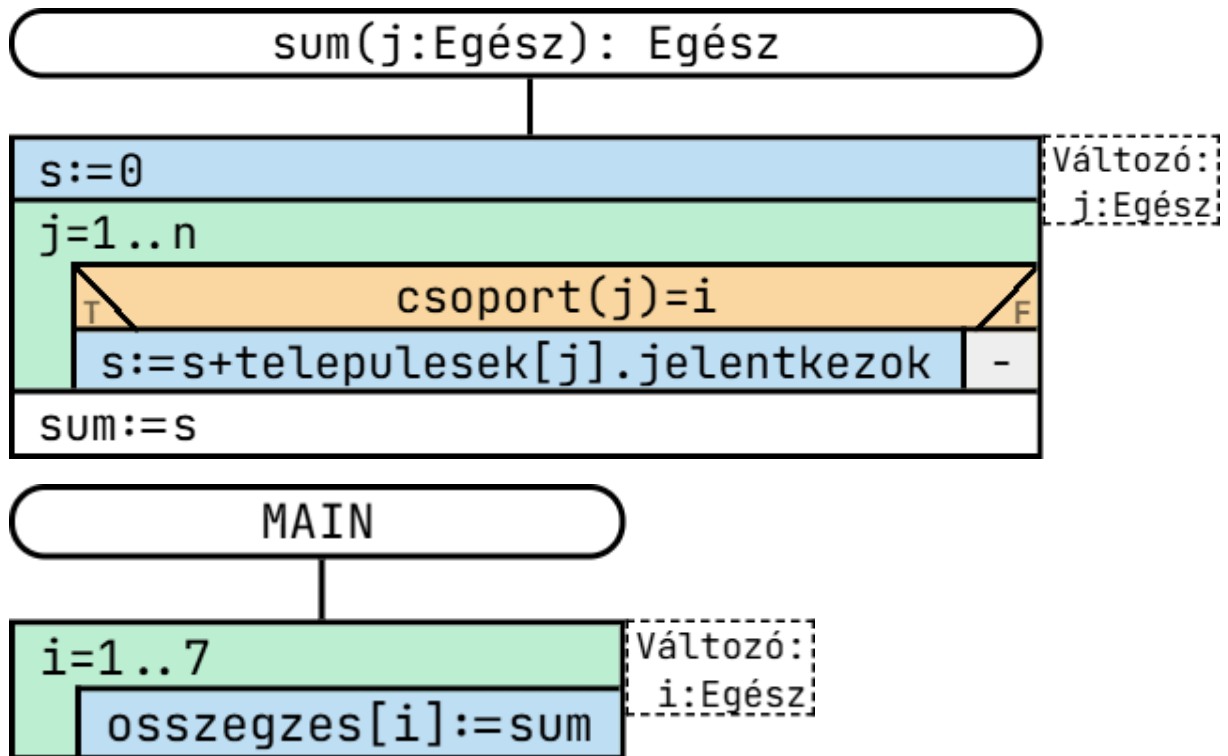 sum(j:Egész): Egész
s:=0
Változó:
j:Egész
j=1..n
T
csoport(j)=i
F
s:=s+telepulesek[j].jelentkezok
-
sum:=s
MAIN
i=1..7
Változó:
i:Egész
osszegzes[i]:=sum